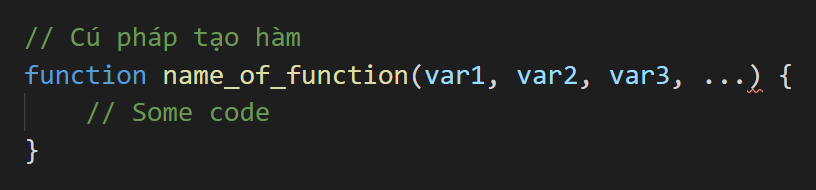 // Cú pháp tạo hàm
function name_of_function(var1, var2, var3, ...) {
    // Some code
}